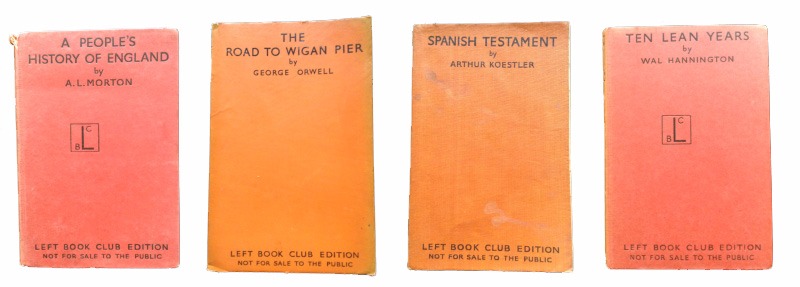 A PEOPLE'S
HISTORY OF ENGLAND
by
A.L.MORTON
L
C
B
LEFT BOOK CLUB EDITION
NOT FOR SALE TO THE PUBLIC
THE
ROAD TO WIGAN PIER
by
GEORGE ORWELL
LEFT BOOK CLUB EDITION
NOT FOR SALE TO THE PUBLIC
SPANISH TESTAMENT
by
ARTHUR KOESTLER
LEFT BOOK CLUB EDITION
NOT FOR SALE TO THE PUBLIC
TEN LEAN YEARS
by
WAL HANNINGTON
L
C
B
LEFT BOOK CLUB EDITION
NOT FOR SALE TO THE PUBLIC